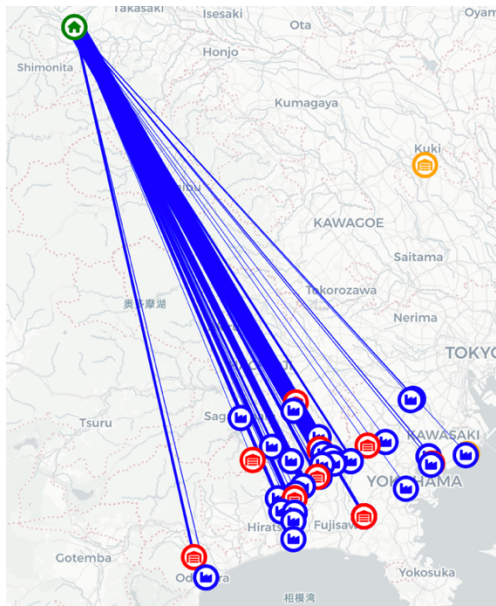 Takasaki
Isesaki
Ota
Oyam
Shimonita
Honjo
Kumagaya
Kuki
KAWAGOE
Saitama
奥多摩湖
Tokorozawa
Nerima
TOKYO
Tsuru
KAWASAKI
YOKOHAMA
Fujisaw
Hirats
Gotemba
Yokosuka
相模湾